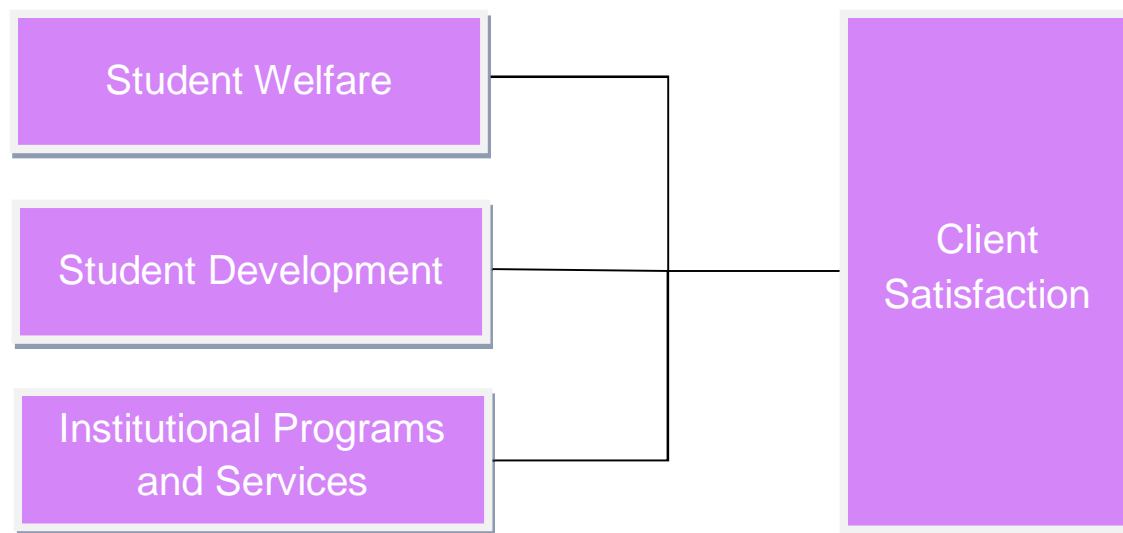 Student Welfare
Student Development
Institutional Programs
and Services
Client
Satisfaction